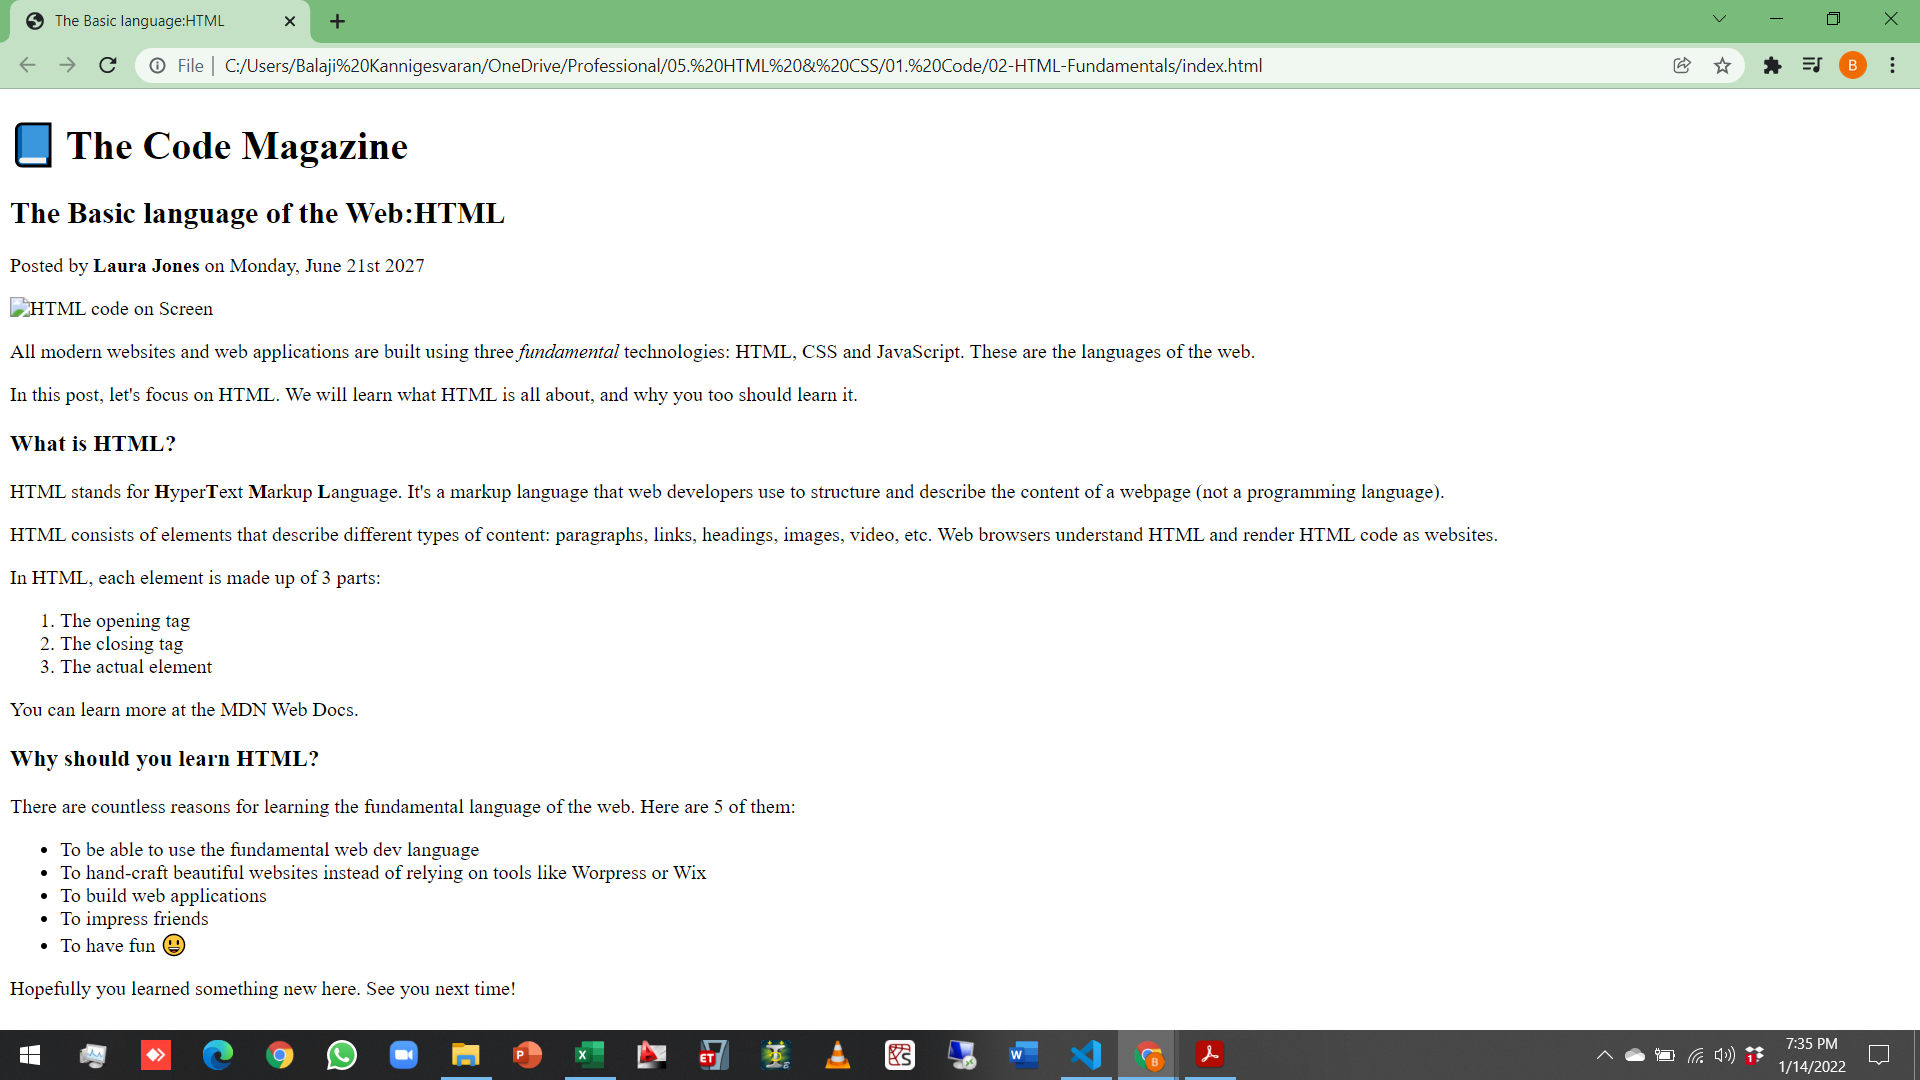 The Basic language:HTML
File | C:/Users/Balaji%20Kannigesvaran/OneDrive/Professional/05.%20HTML%20&%20CSS/01.%20Code/02-HTML-Fundamentals/index.html
B
📘 The Code Magazine
The Basic language of the Web:HTML
Posted by Laura Jones on Monday, June 21st 2027
HTML code on Screen
All modern websites and web applications are built using three fundamental technologies: HTML, CSS and JavaScript. These are the languages of the web.
In this post, let's focus on HTML. We will learn what HTML is all about, and why you too should learn it.
What is HTML?
HTML stands for HyperText Markup Language. It's a markup language that web developers use to structure and describe the content of a webpage (not a programming language).
HTML consists of elements that describe different types of content: paragraphs, links, headings, images, video, etc. Web browsers understand HTML and render HTML code as websites.
In HTML, each element is made up of 3 parts:
1. The opening tag
2. The closing tag
3. The actual element
You can learn more at the MDN Web Docs.
Why should you learn HTML?
There are countless reasons for learning the fundamental language of the web. Here are 5 of them:
• To be able to use the fundamental web dev language
• To hand-craft beautiful websites instead of relying on tools like Worpress or Wix
• To build web applications
• To impress friends
• To have fun 😃
Hopefully you learned something new here. See you next time!
7:35 PM
1/14/2022